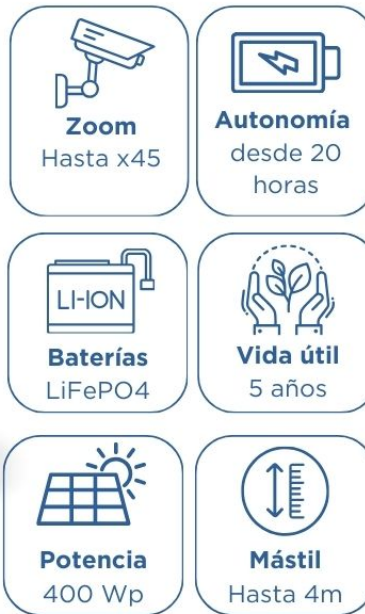 Zoom
Hasta x45
Autonomía
desde 20
horas
LI-ION
Baterías
LiFePO4
Vida útil
5 años
Potencia
400 Wp
Mástil
Hasta 4m